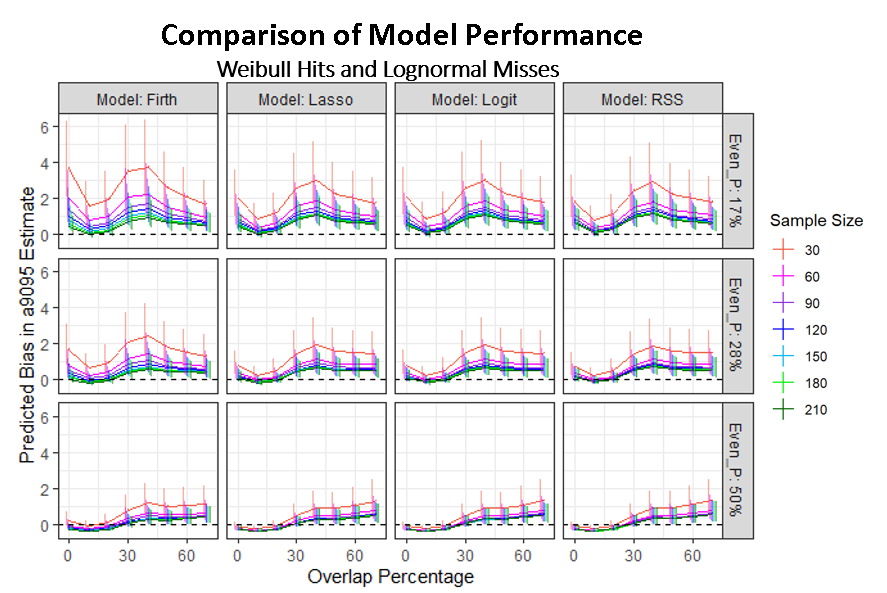 Comparison of Model Performance
Weibull Hits and Lognormal Misses
Model: Firth Model: Lasso Model: Logit Model: RSS
Predicted Bias in a9095 Estimate
6
4
2
0
Even_P: 17%
6
4
2
0
Even_P: 28%
6
4
2
0
Even_P: 50%
0 30 60 0 30 60 0 30 60 0 30 60
Overlap Percentage
Sample Size
30
60
90
120
150
180
210